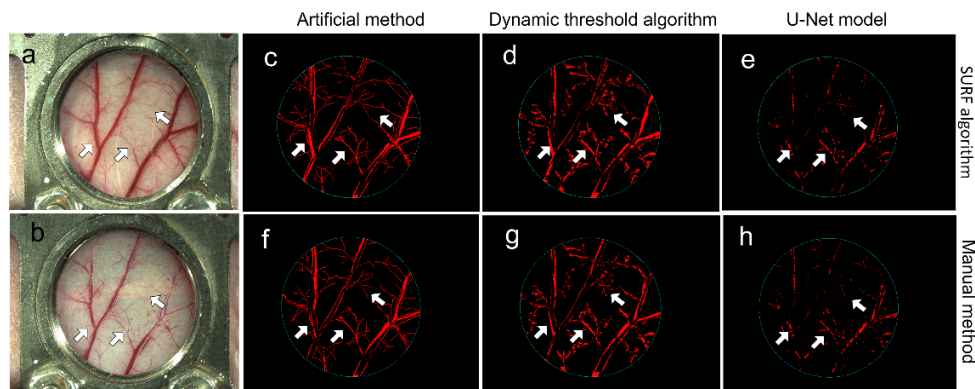 Artificial method
Dynamic threshold algorithm
U-Net model
a
c
d
e
SURF algorithm
b
f
g
h
Manual method